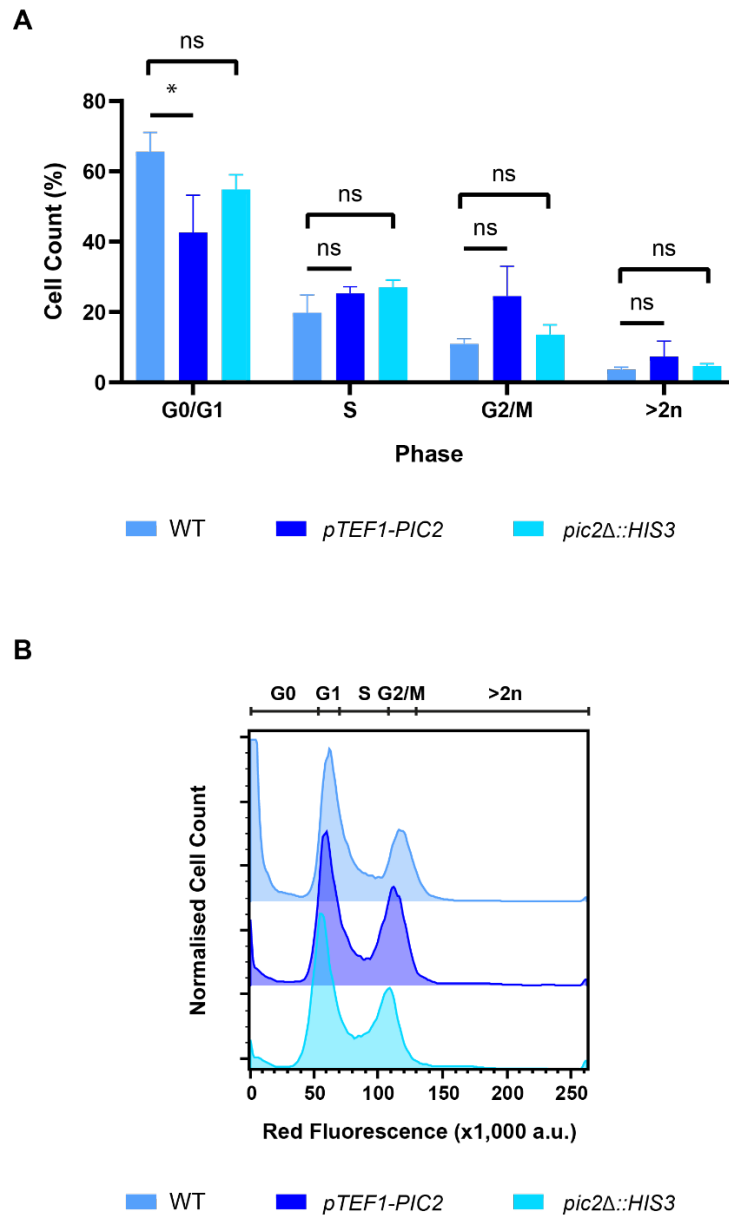 A
ns
*
ns
ns
ns
ns
ns
ns
80
60
40
20
0
Cell Count (%)
G0/G1 S G2/M >2n
Phase
WT pTEF1-PIC2 pic2Δ::HIS3
B
G0 G1 S G2/M >2n
Normalised Cell Count
0 50 100 150 200 250
Red Fluorescence (x1,000 a.u.)
WT pTEF1-PIC2 pic2Δ::HIS3